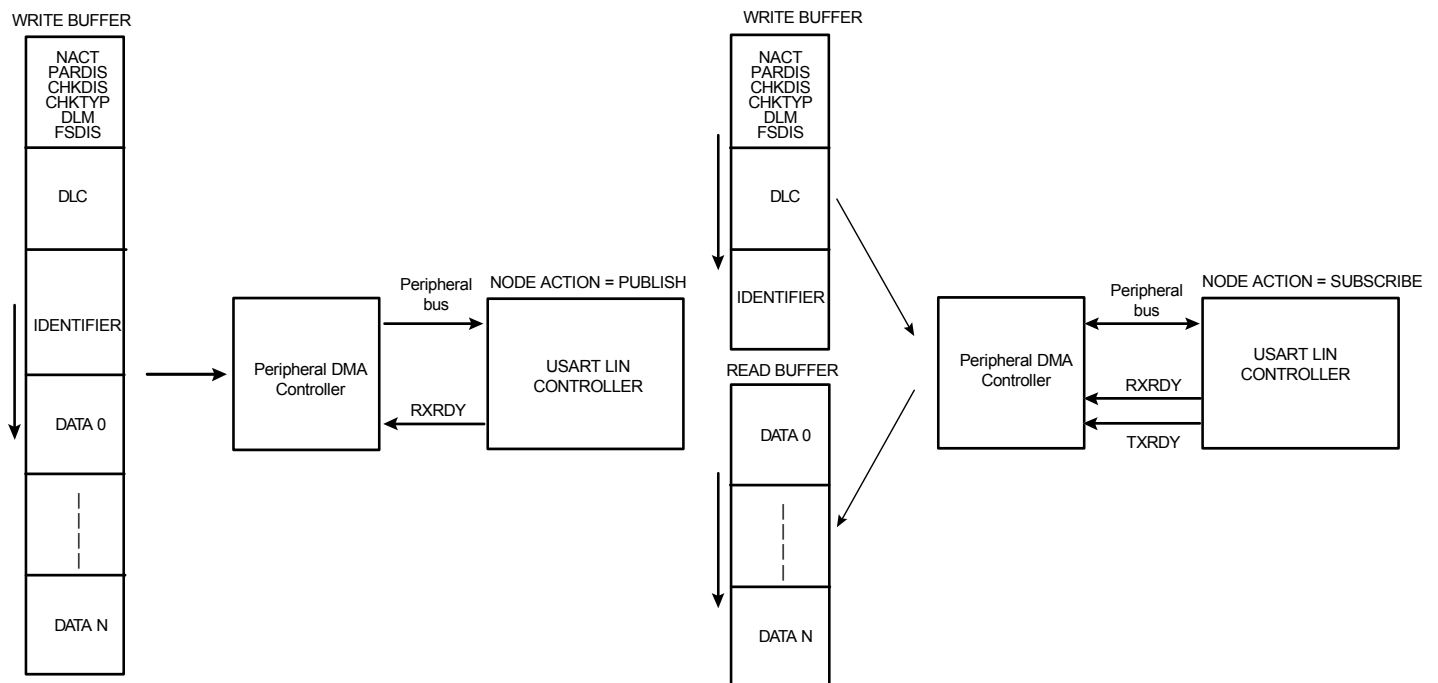 WRITE BUFFER
NACT
PARDIS
CHKDIS
CHKTYP
DLM
FSDIS
DLC
IDENTIFIER
DATA 0
DATA N
Peripheral DMA
Controller
Peripheral
bus
RXRDY
NODE ACTION = PUBLISH
USART LIN
CONTROLLER
WRITE BUFFER
NACT
PARDIS
CHKDIS
CHKTYP
DLM
FSDIS
DLC
IDENTIFIER
READ BUFFER
DATA 0
DATA N
Peripheral DMA
Controller
Peripheral
bus
RXRDY
TXRDY
NODE ACTION = SUBSCRIBE
USART LIN
CONTROLLER